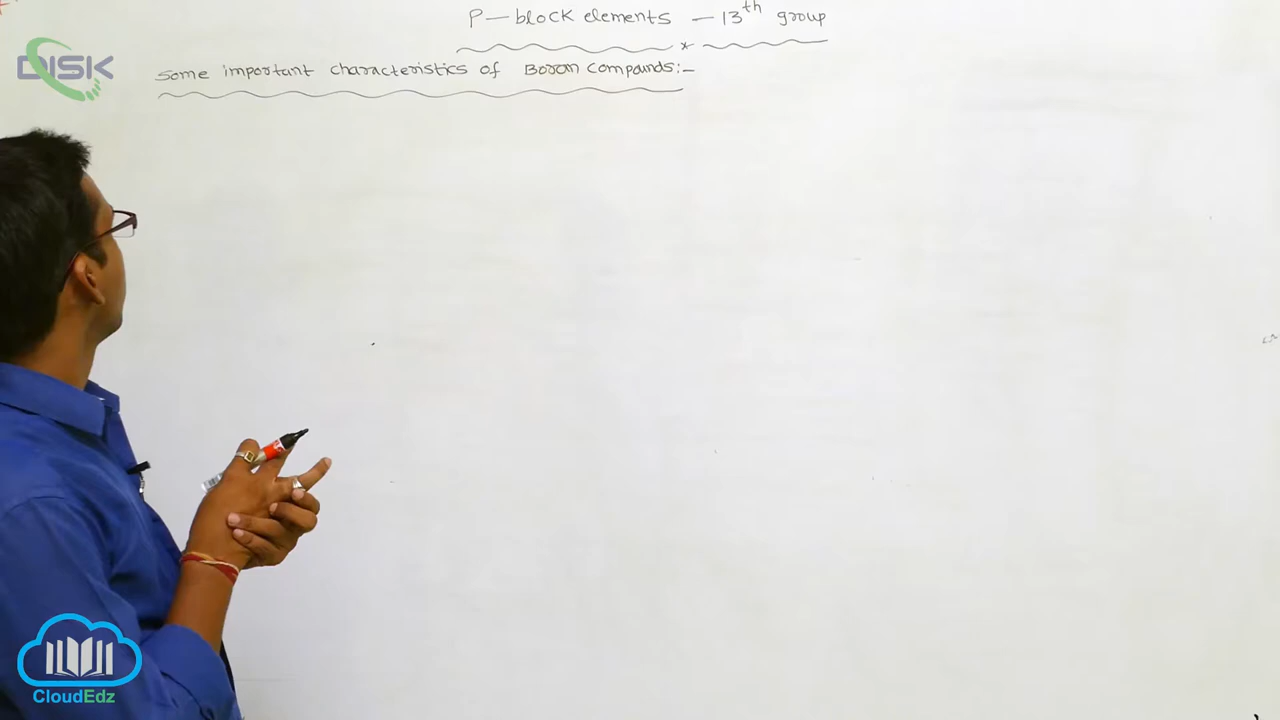 P-block elements - 13th group
DISK
Some important characteristics of Boron Compounds:-
CloudEdz